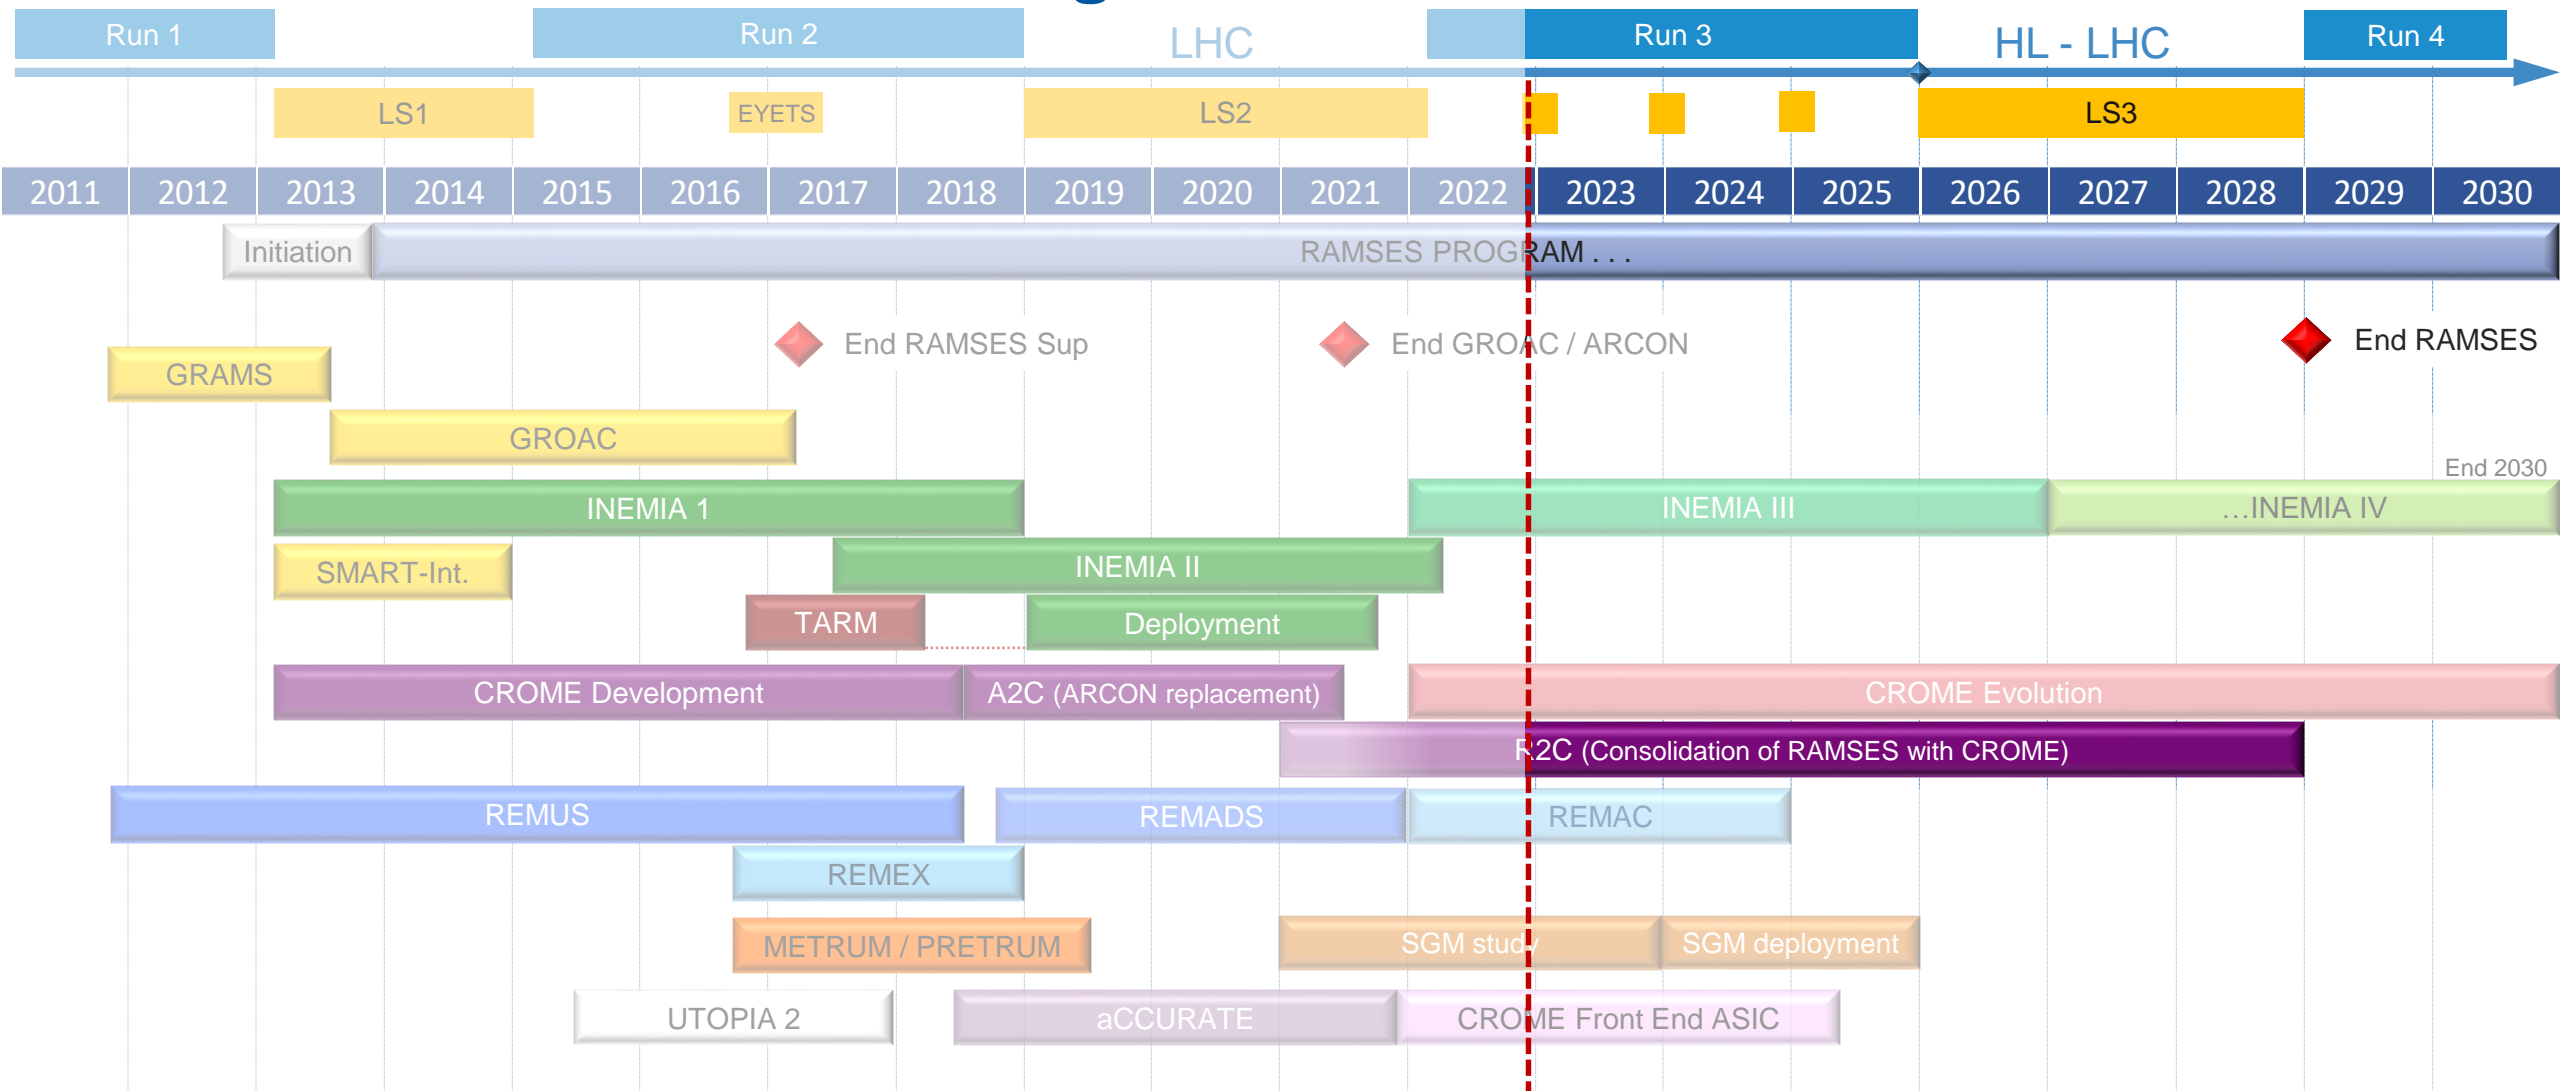 Run 1
Run 2
LHC
Run 3
HL - LHC
Run 4
LS1
EYETS
LS2
LS3
2011 2012 2013 2014 2015 2016 2017 2018 2019 2020 2021 2022 2023 2024 2025 2026 2027 2028 2029 2030
Initiation
RAMSES PROGRAM . . .
End RAMSES Sup
End GROAC / ARCON
End RAMSES
GRAMS
GROAC
End 2030
INEMIA 1
INEMIA III
...INEMIA IV
SMART-Int.
INEMIA II
TARM
Deployment
CROME Development
A2C (ARCON replacement)
CROME Evolution
R2C (Consolidation of RAMSES with CROME)
REMUS
REMADS
REMAC
REMEX
METRUM / PRETRUM
SGM study
SGM deployment
UTOPIA 2
aCCURATE
CROME Front End ASIC